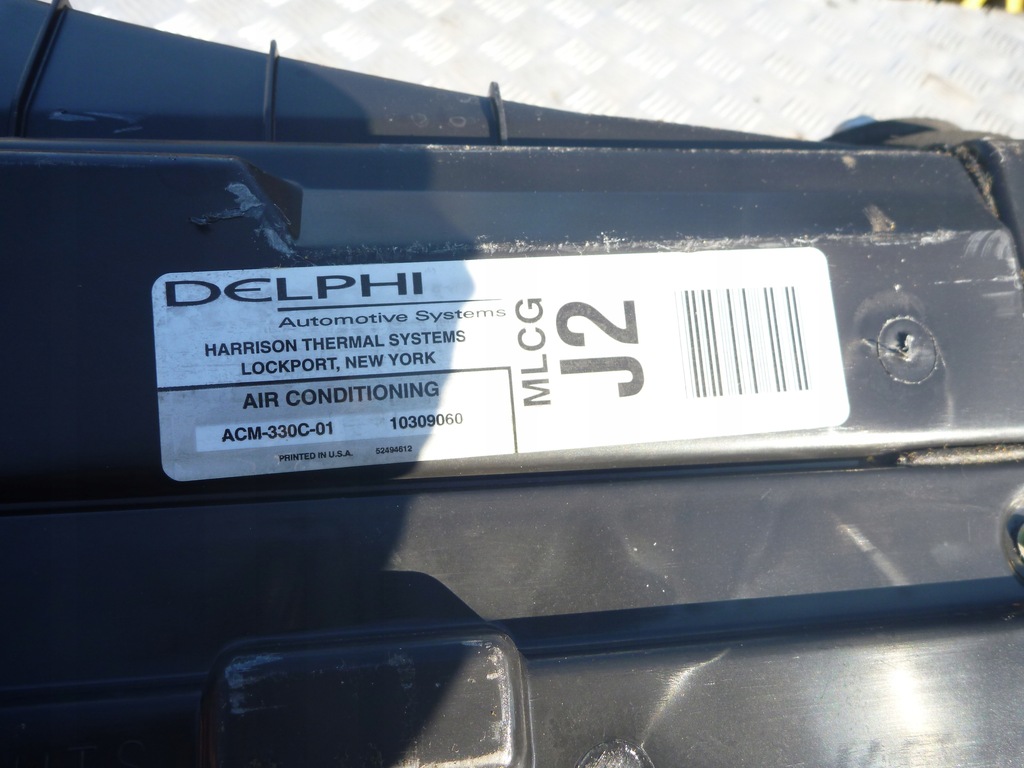 DELPHI
Automotive Systems
HARRISON THERMAL SYSTEMS
LOCKPORT, NEW YORK
AIR CONDITIONING
ACM-330C-01 10309060
PRINTED IN U.S.A. 52494612
MLCG
J2